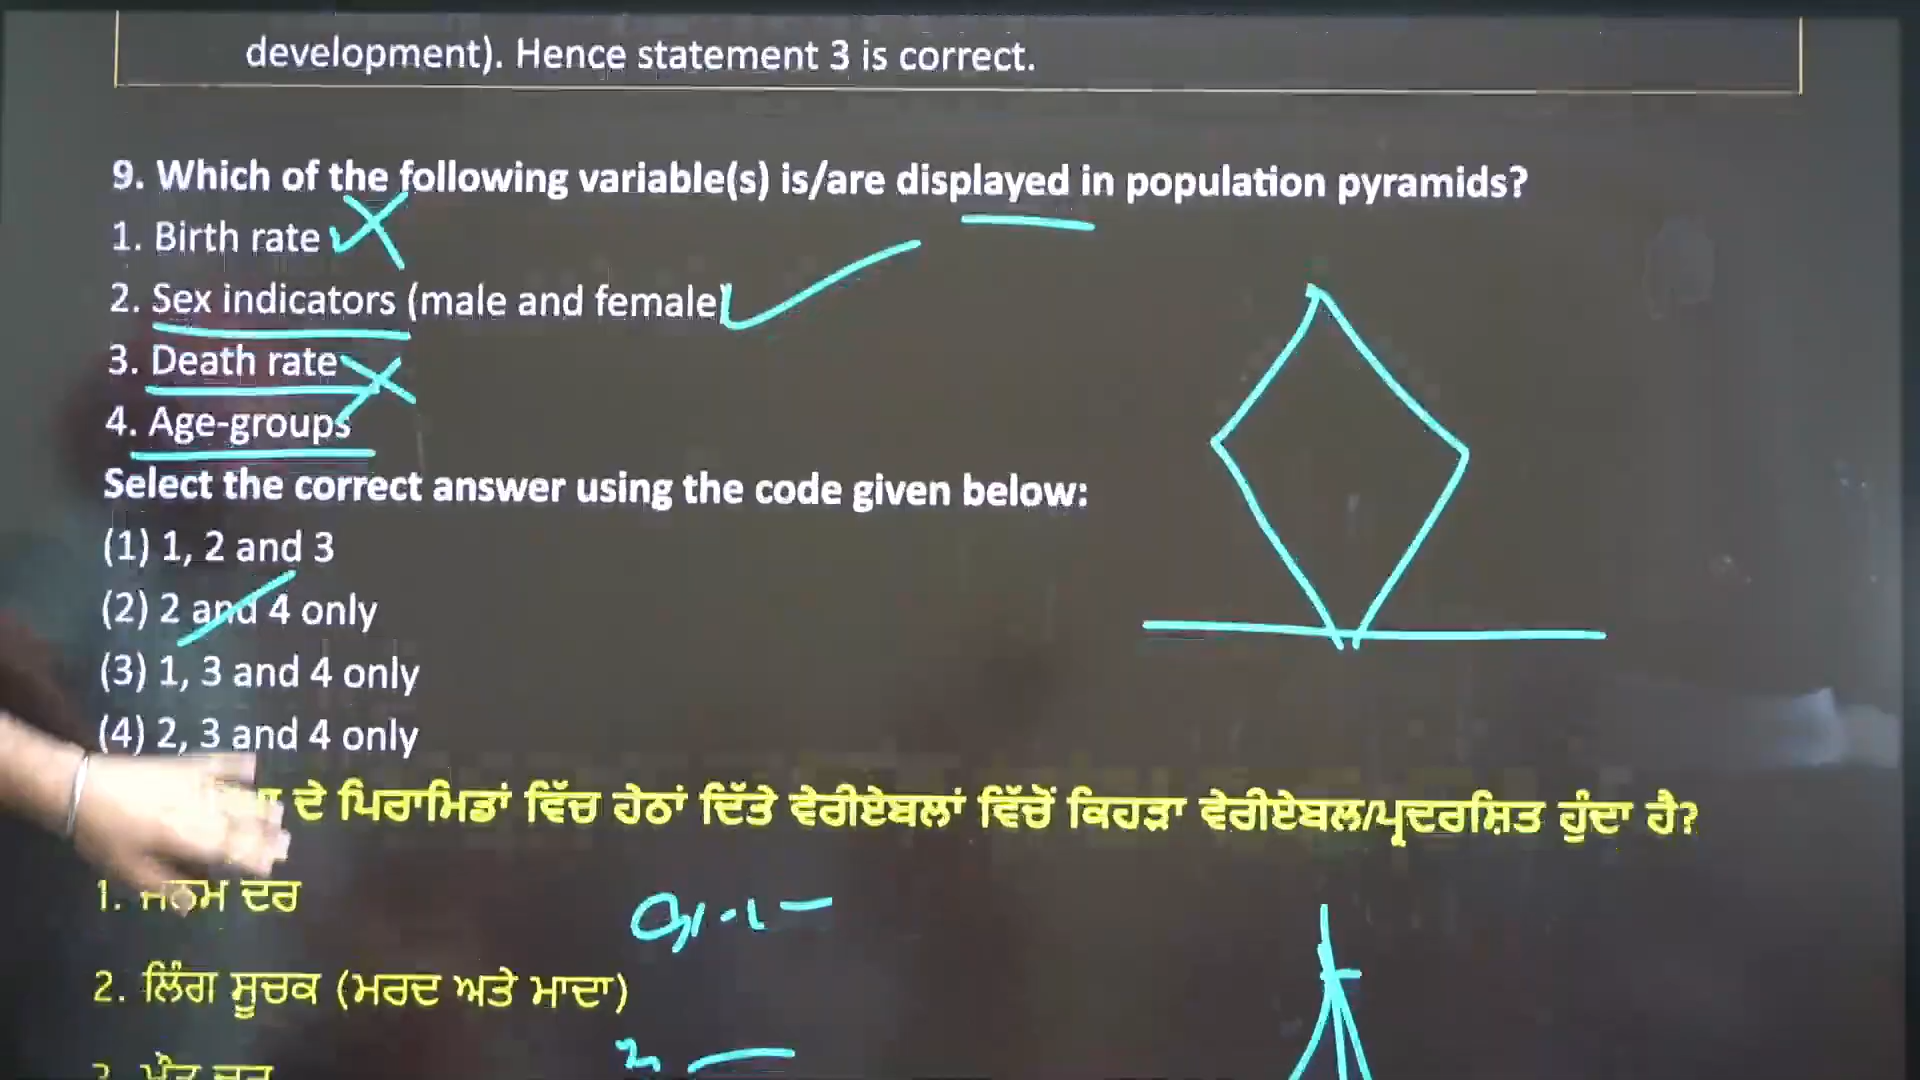 development). Hence statement 3 is correct.
9. Which of the following variable(s) is/are displayed in population pyramids?
1. Birth rate
2. Sex indicators (male and female)
3. Death rate
4. Age-groups
Select the correct answer using the code given below:
(1) 1, 2 and 3
(2) 2 and 4 only
(3) 1, 3 and 4 only
(4) 2, 3 and 4 only
ਦੇ ਪਿਰਾਮਿਡਾਂ ਵਿੱਚ ਹੇਠਾਂ ਦਿੱਤੇ ਵੇਰੀਏਬਲਾਂ ਵਿੱਚੋਂ ਕਿਹੜਾ ਵੇਰੀਏਬਲ/ਪ੍ਰਦਰਸ਼ਿਤ ਹੁੰਦਾ ਹੈ?
1. ਜਨਮ ਦਰ
2. ਲਿੰਗ ਸੂਚਕ (ਮਰਦ ਅਤੇ ਮਾਦਾ)